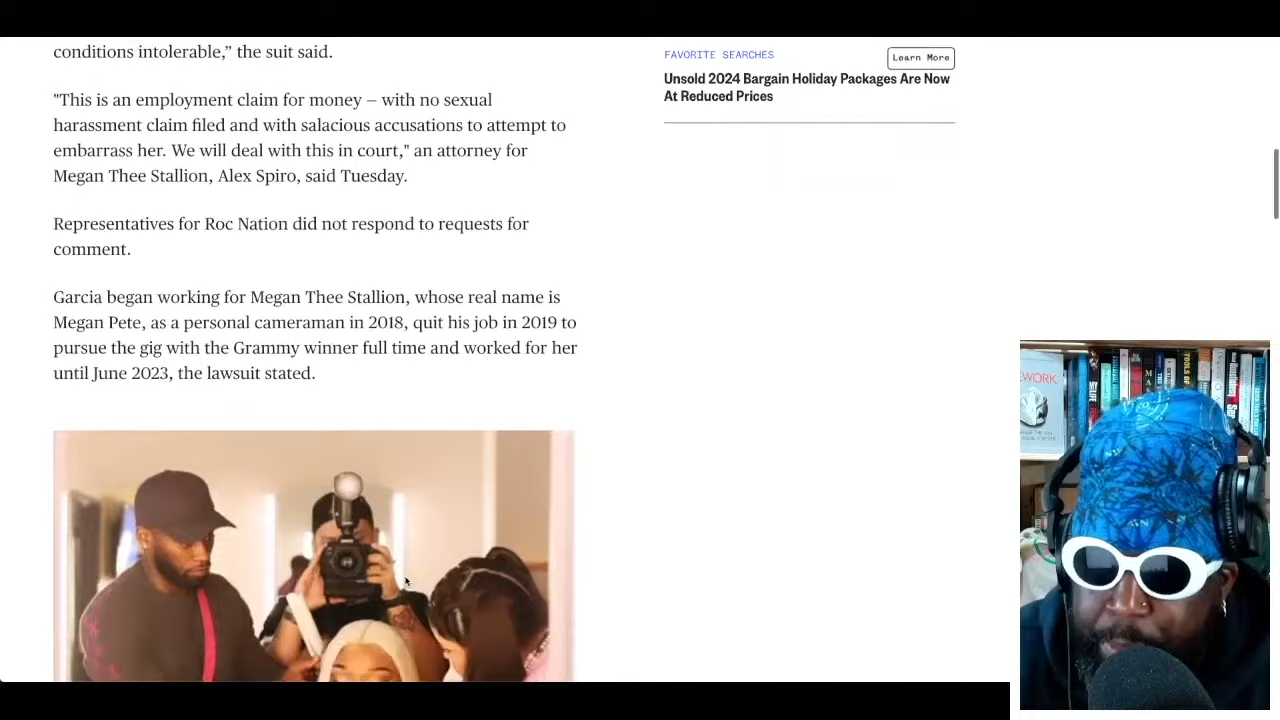 conditions intolerable,” the suit said.
"This is an employment claim for money — with no sexual
harassment claim filed and with salacious accusations to attempt to
embarrass her. We will deal with this in court," an attorney for
Megan Thee Stallion, Alex Spiro, said Tuesday.
Representatives for Roc Nation did not respond to requests for
comment.
Garcia began working for Megan Thee Stallion, whose real name is
Megan Pete, as a personal cameraman in 2018, quit his job in 2019 to
pursue the gig with the Grammy winner full time and worked for her
until June 2023, the lawsuit stated.
FAVORITE SEARCHES
Learn More
Unsold 2024 Bargain Holiday Packages Are Now
At Reduced Prices
WORK
TOOLS OF